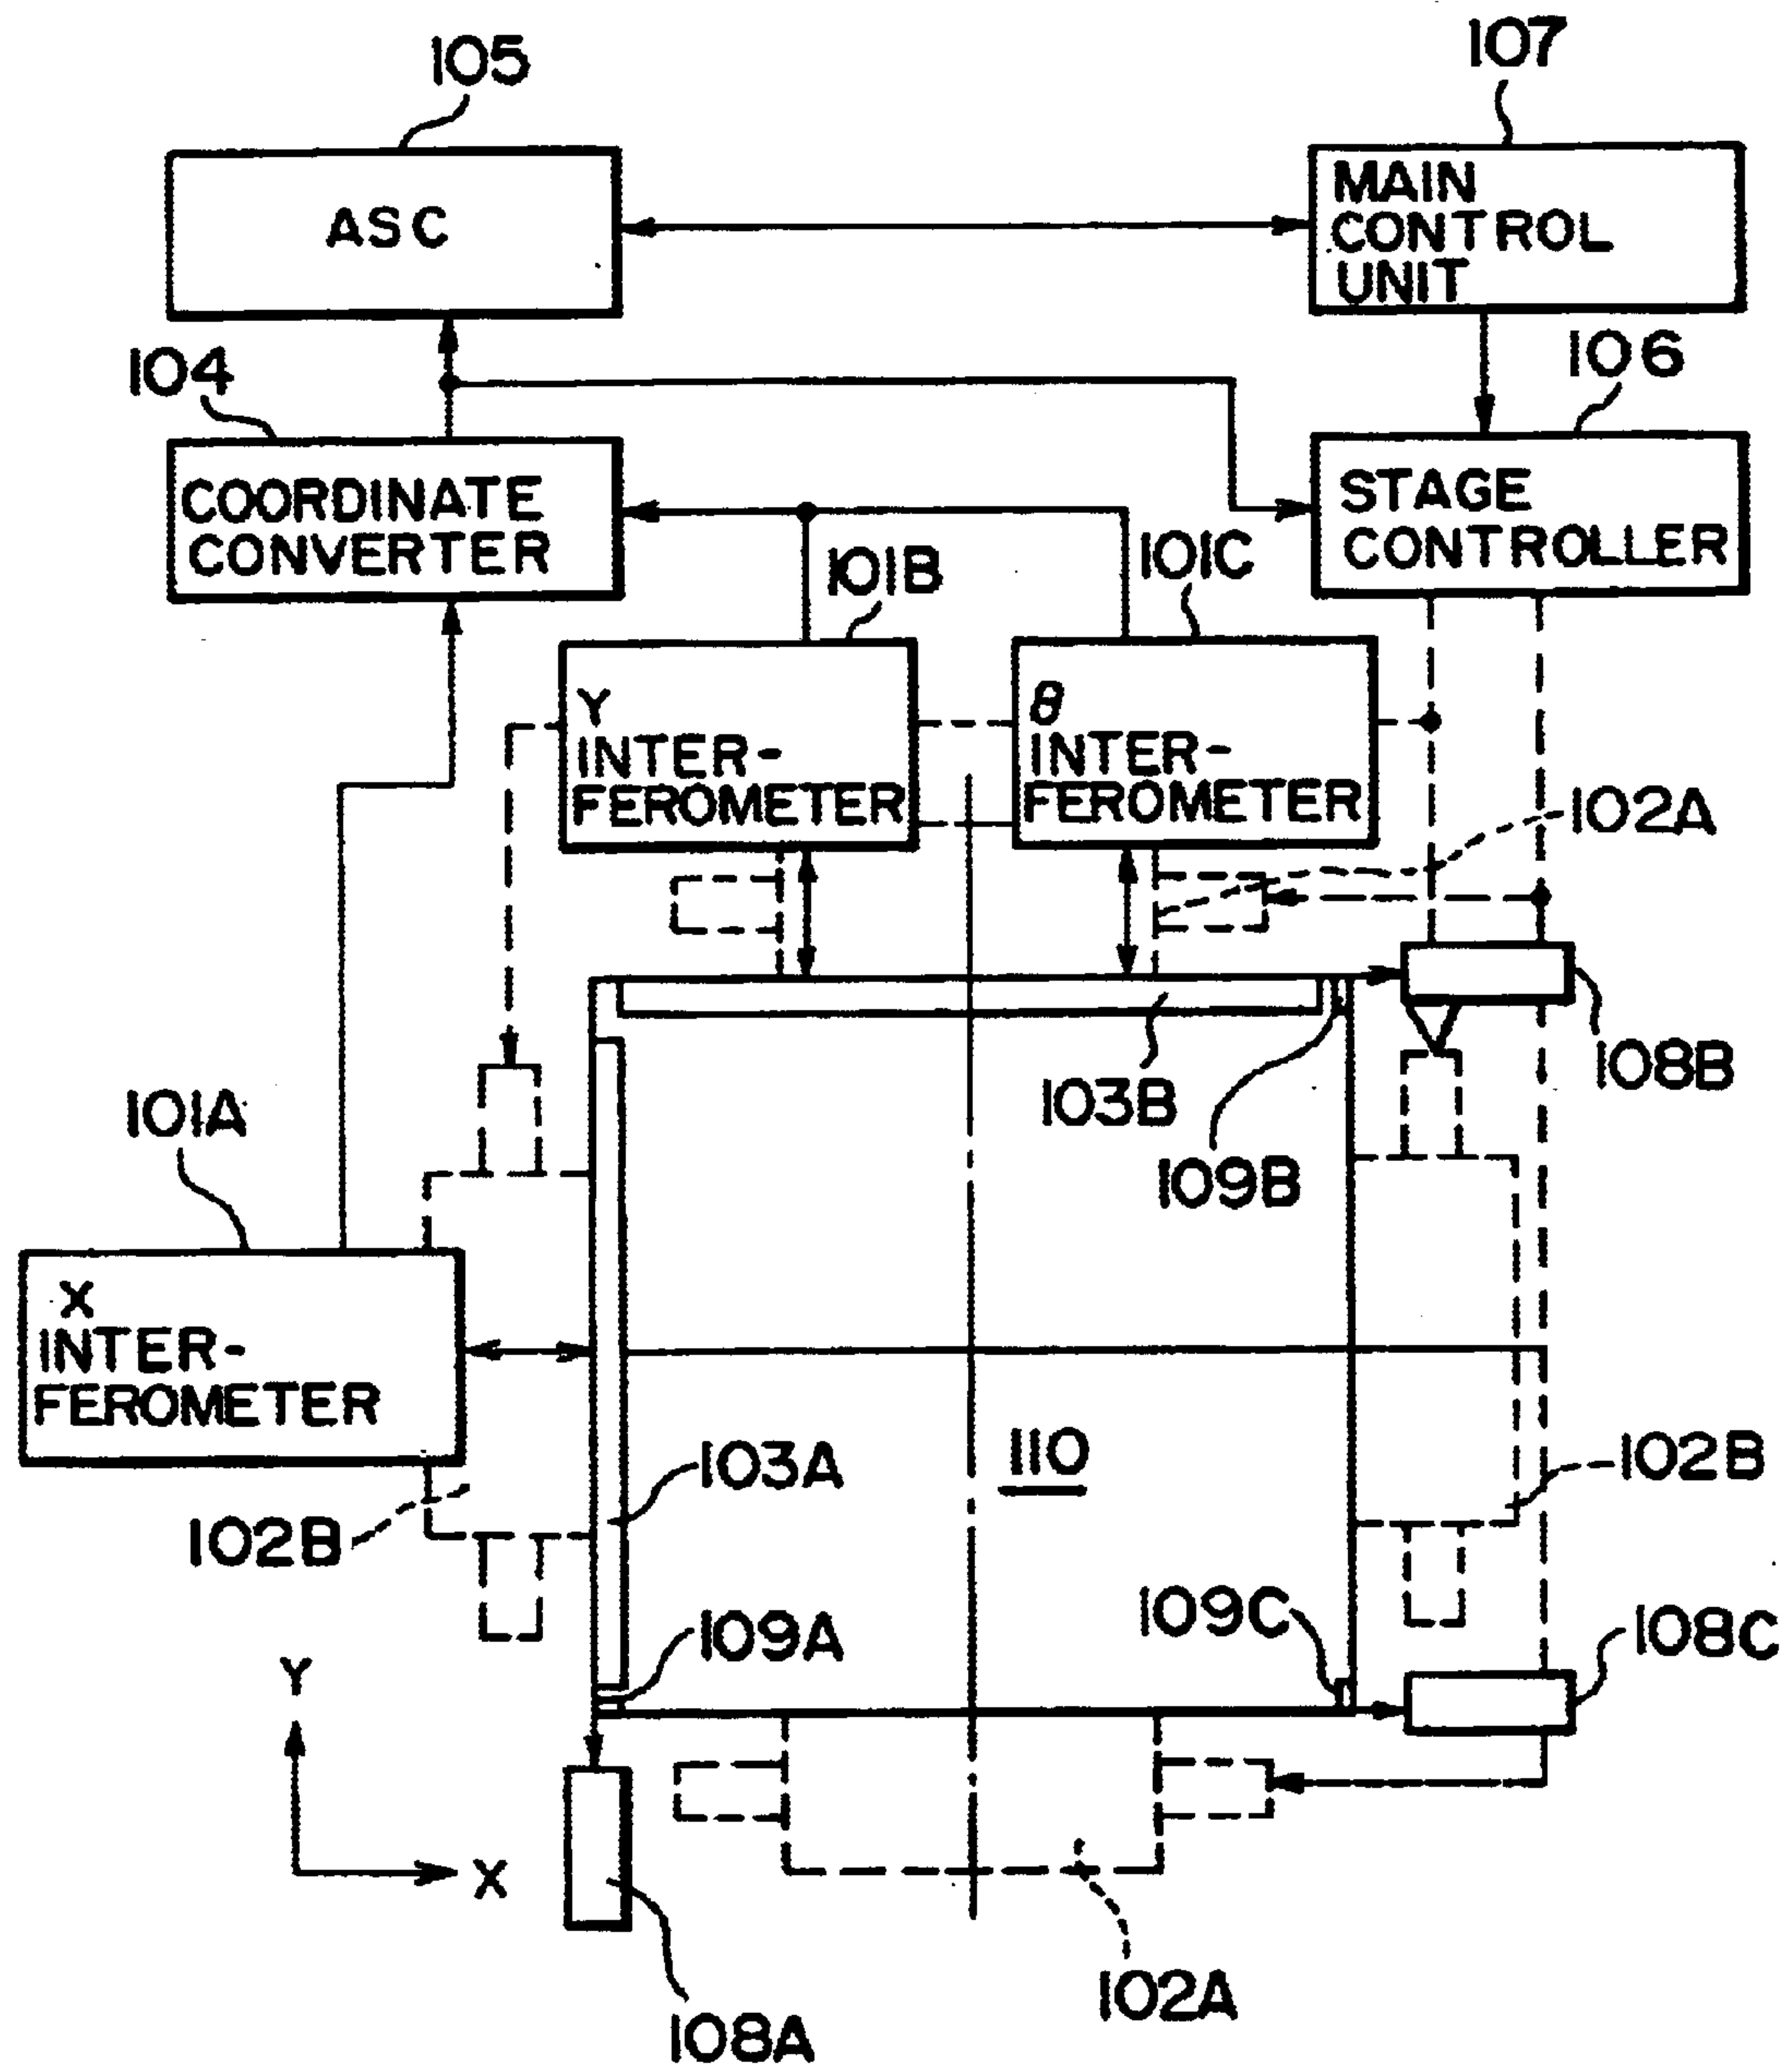 105
107
ASC
MAIN
CONTROL
UNIT
104
106
COORDINATE
CONVERTER
STAGE
CONTROLLER
101B
101C
Y
INTER-
FEROMETER
θ
INTER-
FEROMETER
102A
108B
103B
109B
101A
X
INTER-
FEROMETER
103A
110
102B
102B
109A
109C
108C
Y
X
102A
108A